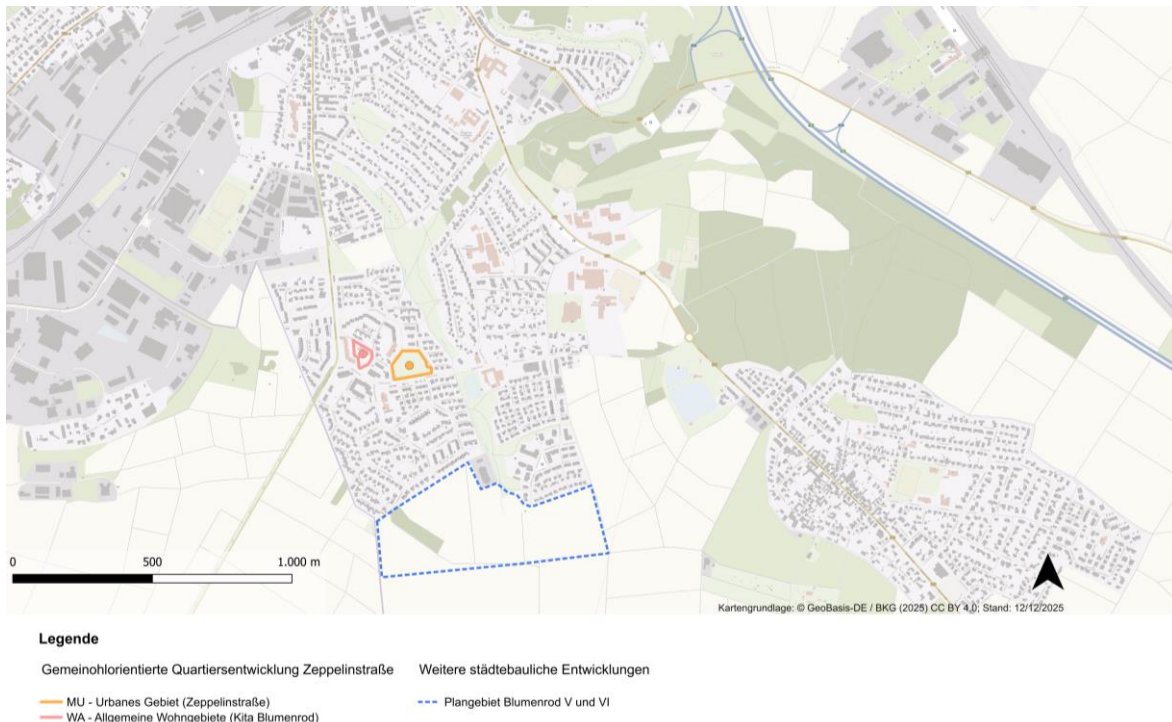 0 500 1.000 m
Kartengrundlage: © GeoBasis-DE / BKG (2025) CC BY 4.0; Stand: 12/12/2025
Legende
Gemeinohlorientierte Quartiersentwicklung Zeppelinstraße Weitere städtebauliche Entwicklungen
MU - Urbanes Gebiet (Zeppelinstraße) Plangebiet Blumenrod V und VI
WA - Allgemeine Wohngebiete (Kita Blumenrod)